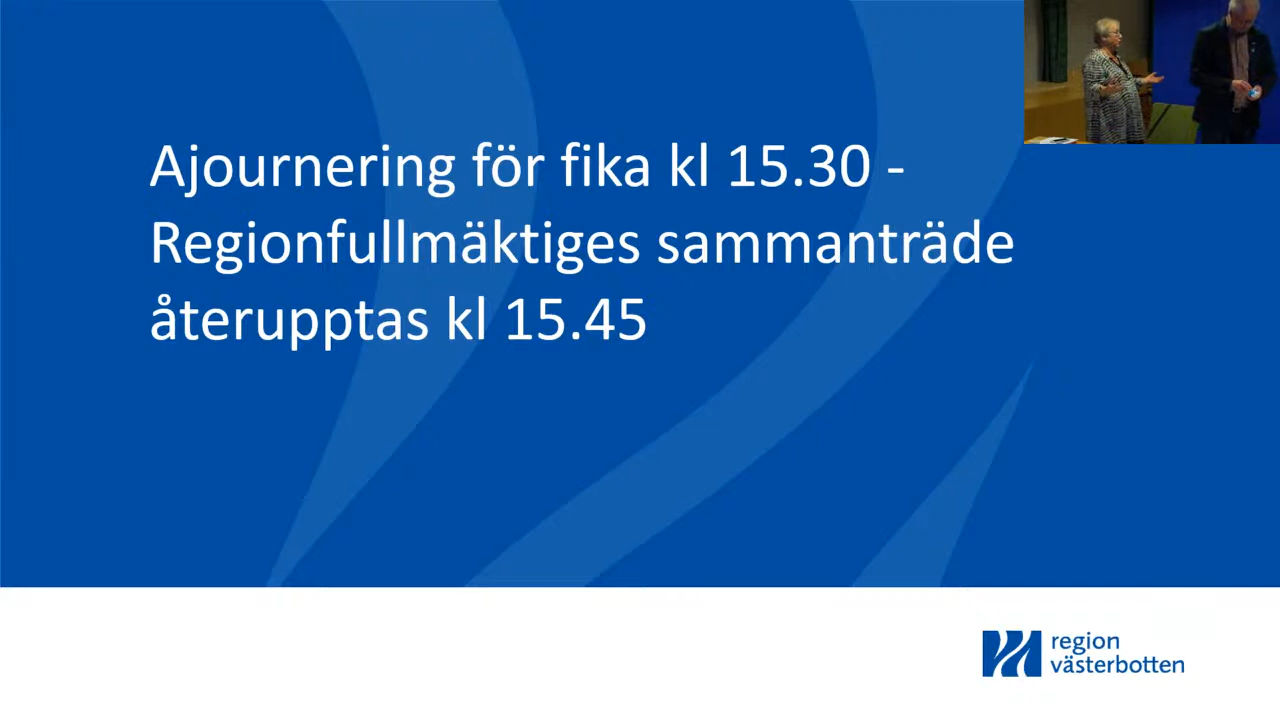 Ajournering för fika kl 15.30 -
Regionfullmäktiges sammanträde
återupptas kl 15.45
region
västerbotten